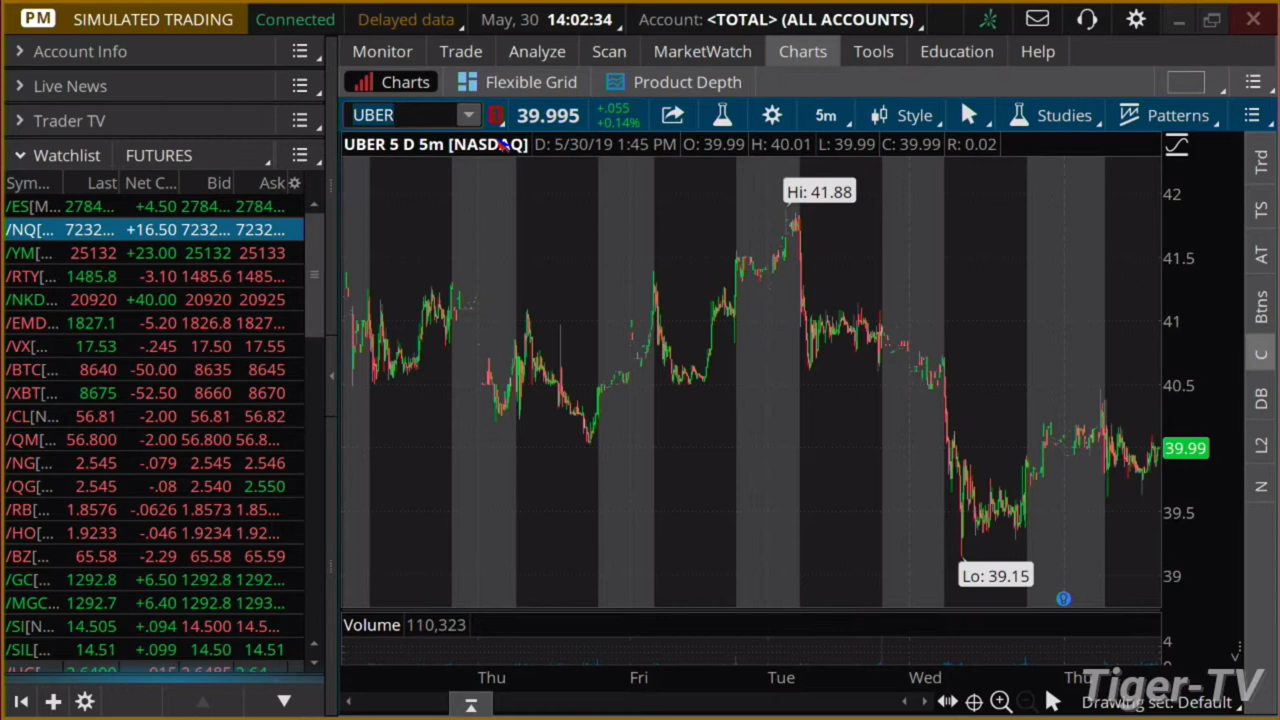 PM SIMULATED TRADING Connected Delayed data May, 30 14:02:34 Account: <TOTAL> (ALL ACCOUNTS)
Account Info
Live News
Trader TV
Watchlist FUTURES
Sym... Last Net C... Bid Ask
/ES[M... 2784... +4.50 2784... 2784...
/NQ[... 7232... +16.50 7232... 7232...
/YM[... 25132 +23.00 25132 25133
/RTY[... 1485.8 -3.10 1485.6 1485...
/NKD... 20920 +40.00 20920 20925
/EMD... 1827.1 -5.20 1826.8 1827...
/VX[... 17.53 -.245 17.50 17.55
/BTC[... 8640 -50.00 8635 8645
/XBT[... 8675 -52.50 8660 8670
/CL[N... 56.81 -2.00 56.81 56.82
/QM[... 56.800 -2.00 56.800 56.8...
/NG[... 2.545 -.079 2.545 2.546
/QG[... 2.545 -.08 2.540 2.550
/RB[... 1.8576 -.0626 1.8573 1.85...
/HO[... 1.9233 -.046 1.9234 1.92...
/BZ[... 65.58 -2.29 65.58 65.59
/GC[... 1292.8 +6.50 1292.8 1292...
/MGC... 1292.7 +6.40 1292.8 1293...
/SI[N... 14.505 +.094 14.500 14.5...
/SIL[... 14.51 +.099 14.50 14.51
Monitor Trade Analyze Scan MarketWatch Charts Tools Education Help
Charts Flexible Grid Product Depth
UBER 39.995 +.055 +0.14% 5m Style Studies Patterns
UBER 5 D 5m [NASDAQ] D: 5/30/19 1:45 PM O: 39.99 H: 40.01 L: 39.99 C: 39.99 R: 0.02
Hi: 41.88
42
41.5
41
40.5
39.99
39.5
39
Lo: 39.15
Volume 110,323
4
Thu Fri Tue Wed Thu
Drawing set: Default
Trd
TS
AT
Btns
C
DB
L2
N
Tiger-TV